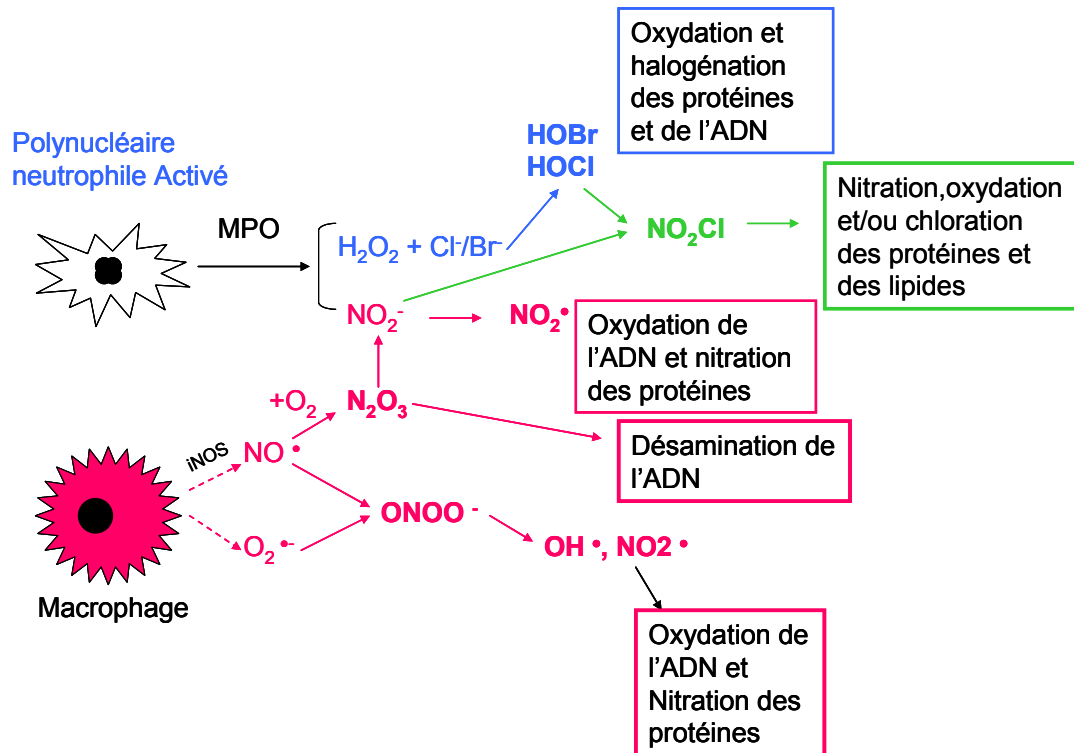 Oxydation et
halogénation
des protéines
et de l’ADN
HOBr
HOCl
Polynucléaire
neutrophile Activé
Nitration,oxydation
et/ou chloration
des protéines et
des lipides
MPO
H₂O₂ + Cl⁻/Br⁻
NO₂Cl
NO₂⁻
NO₂•
Oxydation de
l’ADN et nitration
des protéines
+O₂
N₂O₃
iNOS
NO•
Désamination de
l’ADN
ONOO⁻
O₂•⁻
OH•, NO2•
Macrophage
Oxydation de
l’ADN et
Nitration des
protéines